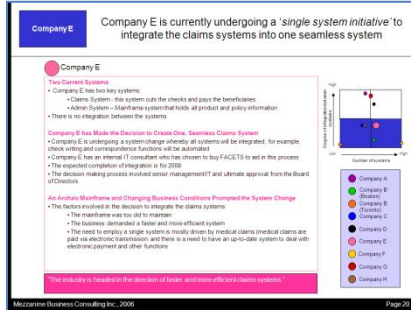 Company E
Company E is currently undergoing a 'single system initiative' to
integrate the claims systems into one seamless system
Company E
Two Current Systems
• Company E has two key systems:
• Claims System - this system cuts the checks and pays the beneficiaries
• Admin System – Mainframe system that holds all product and policy information
• There is no integration between the systems
Company E has Made the Decision to Create One, Seamless Claims System
• Company E is undergoing a system change whereby all systems will be integrated; for example,
check writing and correspondence functions will be automated
• Company E has an internal IT consultant who has chosen to buy FACETS to aid in this process
• The expected completion of integration is for 2008
• The decision making process involved senior management/IT and ultimate approval from the Board
of Directors
An Archaic Mainframe and Changing Business Conditions Prompted the System Change
• The factors involved in the decision to integrate the claims systems
• The mainframe was too old to maintain
• The business demanded a faster and more efficient system
• The need to employ a single system is mostly driven by medical claims (medical claims are
paid via electronic transmission and there is a need to have an up-to-date system to deal with
electronic payment and other functions
"The industry is headed in the direction of faster and more efficient claims systems."
High
Degree of integration between
systems
Low
High
Number of systems
Company A
Company B
(Boston)
Company B
(Toronto)
Company C
Company D
Company E
Company F
Company G
Company H
Mezzanine Business Consulting Inc., 2006
Page 20